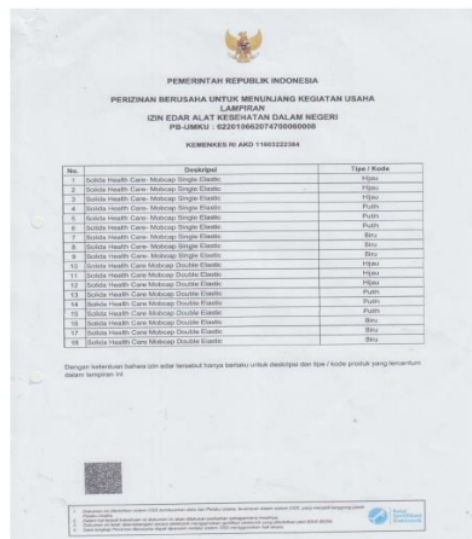 PEMERINTAH REPUBLIK INDONESIA
PERIZINAN BERUSAHA UNTUK MENUNJANG KEGIATAN USAHA
LAMPIRAN
IZIN EDAR ALAT KESEHATAN DALAM NEGERI
PB-UMKU : 022010662074700060006
KEMENKES RI AKD 11603222384
No. Deskripsi Tipe / Kode
1 Solida Health Care- Mobcap Single Elastic Hijau
2 Solida Health Care- Mobcap Single Elastic Hijau
3 Solida Health Care- Mobcap Single Elastic Hijau
4 Solida Health Care- Mobcap Single Elastic Putih
5 Solida Health Care- Mobcap Single Elastic Putih
6 Solida Health Care- Mobcap Single Elastic Putih
7 Solida Health Care- Mobcap Single Elastic Biru
8 Solida Health Care- Mobcap Single Elastic Biru
9 Solida Health Care- Mobcap Single Elastic Biru
10 Solida Health Care Mobcap Double Elastic Hijau
11 Solida Health Care Mobcap Double Elastic Hijau
12 Solida Health Care Mobcap Double Elastic Hijau
13 Solida Health Care Mobcap Double Elastic Putih
14 Solida Health Care Mobcap Double Elastic Putih
15 Solida Health Care Mobcap Double Elastic Putih
16 Solida Health Care Mobcap Double Elastic Biru
17 Solida Health Care Mobcap Double Elastic Biru
18 Solida Health Care Mobcap Double Elastic Biru
Dengan ketentuan bahwa izin edar tersebut hanya berlaku untuk deskripsi dan tipe / kode produk yang tercantum
dalam lampiran ini
Balai
Sertifikasi
Elektronik